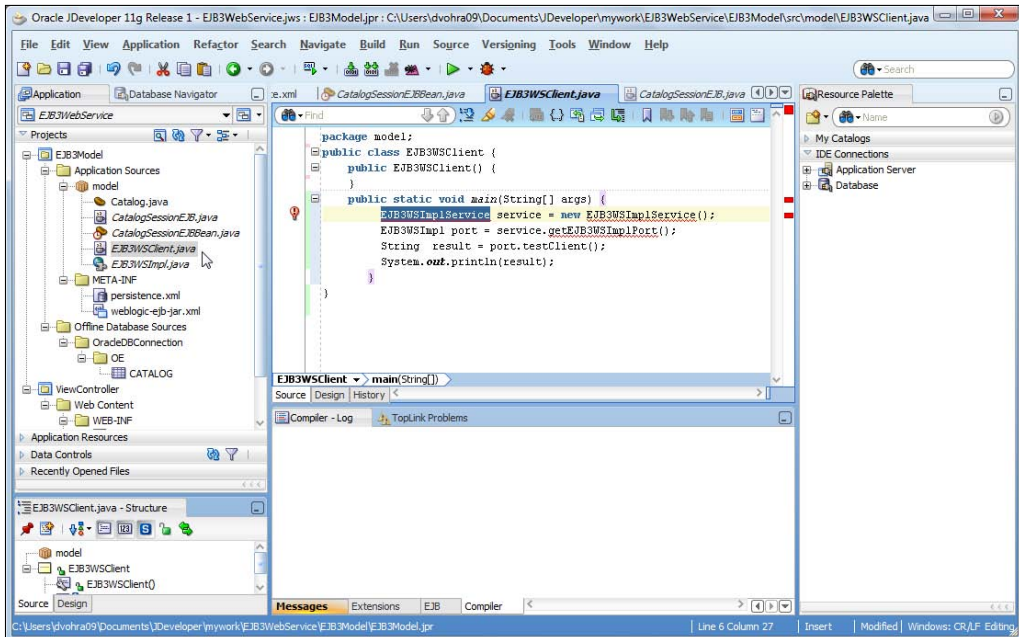 Oracle JDeveloper 11g Release 1 - EJB3WebService.jws : EJB3Model.jpr : C:\Users\dvohra09\Documents\JDeveloper\mywork\EJB3WebService\EJB3Model\src\model\EJB3WSClient.java
File Edit View Application Refactor Search Navigate Build Run Source Versioning Tools Window Help
Search
Application Database Navigator
e.xml CatalogSessionEJBBean.java EJB3WSClient.java CatalogSessionEJB.java
Resource Palette
EJB3WebService
Find
Name
Projects
My Catalogs
IDE Connections
Application Server
Database
EJB3Model
Application Sources
model
Catalog.java
CatalogSessionEJB.java
CatalogSessionEJBBean.java
EJB3WSClient.java
EJB3WSImpl.java
META-INF
persistence.xml
weblogic-ejb-jar.xml
Offline Database Sources
OracleDBConnection
OE
CATALOG
ViewController
Web Content
WEB-INF
Application Resources
Data Controls
Recently Opened Files
package model;
public class EJB3WSClient {
public EJB3WSClient() {
}
public static void main(String[] args) {
EJB3WSImplService service = new EJB3WSImplService();
EJB3WSImpl port = service.getEJB3WSImplPort();
String result = port.testClient();
System.out.println(result);
}
}
EJB3WSClient main(String[])
Source Design History
Compiler - Log TopLink Problems
EJB3WSClient.java - Structure
model
EJB3WSClient
EJB3WSClient()
Source Design
Messages Extensions EJB Compiler
C:\Users\dvohra09\Documents\JDeveloper\mywork\EJB3WebService\EJB3Model\EJB3Model.jpr
Line 6 Column 27 Insert Modified Windows: CR/LF Editing